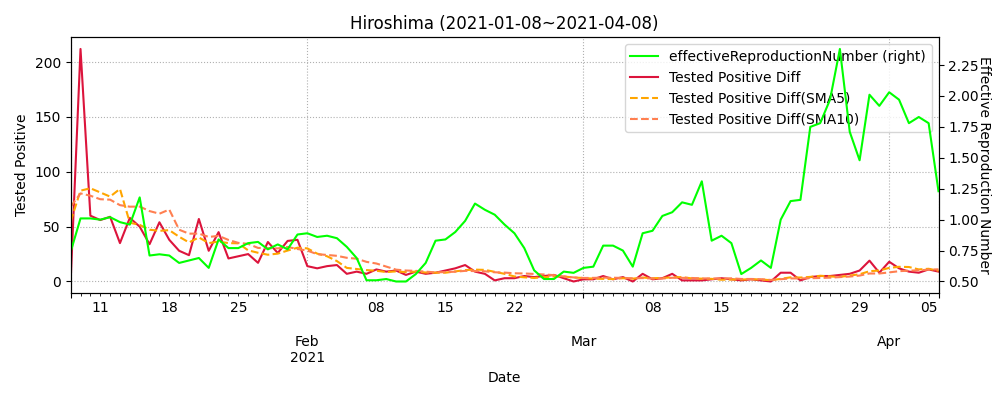 Hiroshima (2021-01-08~2021-04-08)
effectiveReproductionNumber (right)
Tested Positive Diff
Tested Positive Diff(SMA5)
Tested Positive Diff(SMA10)
Tested Positive
200
150
100
50
0
2.25
2.00
1.75
1.50
1.25
1.00
0.75
0.50
Effective Reproduction Number
11 18 25 08 15 22 08 15 22 29 05
Feb Mar Apr
2021
Date